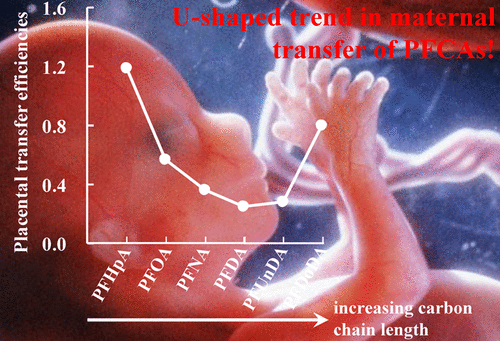 U-shaped trend in maternal
transfer of PFCAs!
Placental transfer efficiencies
1.6
1.2
0.8
0.4
0.0
PFHpA
PFOA
PFNA
PFDA
PFUnDA
PFDoDA
increasing carbon
chain length